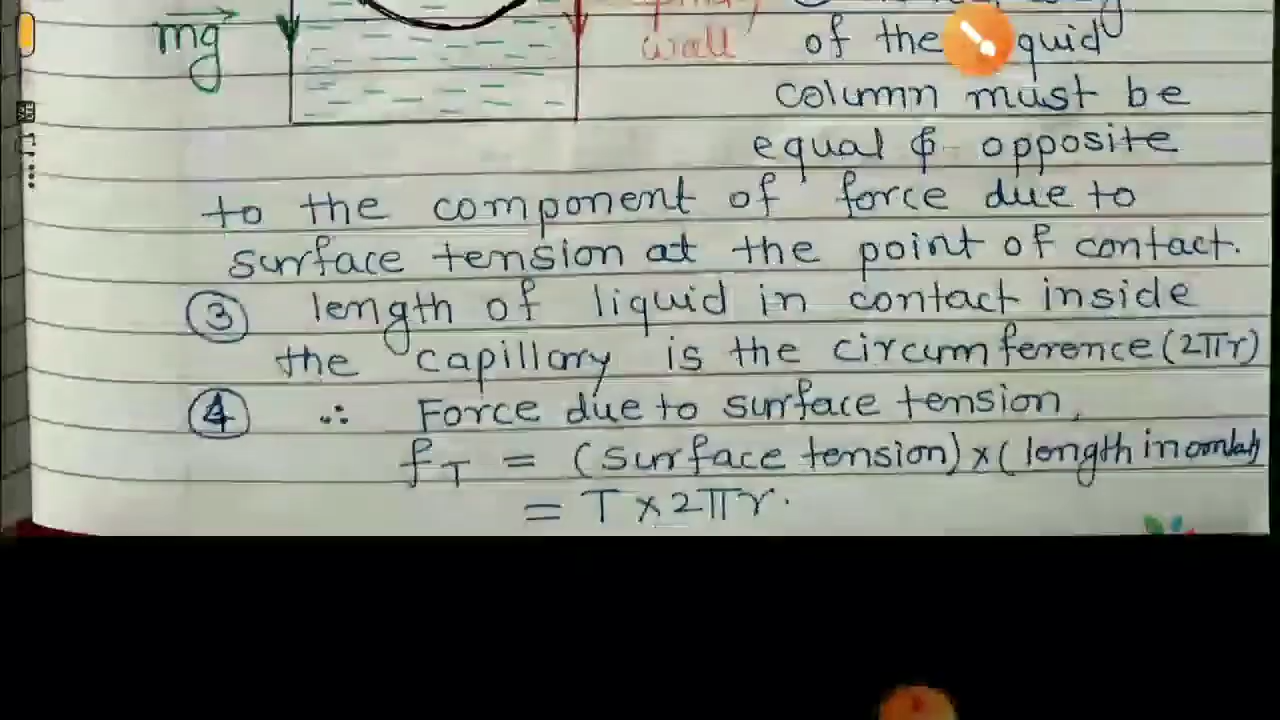 mg
wall
of the quid
column must be
equal & opposite
to the component of force due to
surface tension at the point of contact.
③ length of liquid in contact inside
the capillary is the circumference (2πr)
④ ∴ Force due to surface tension,
fT = (surface tension) × (length in contact)
= T × 2πr.